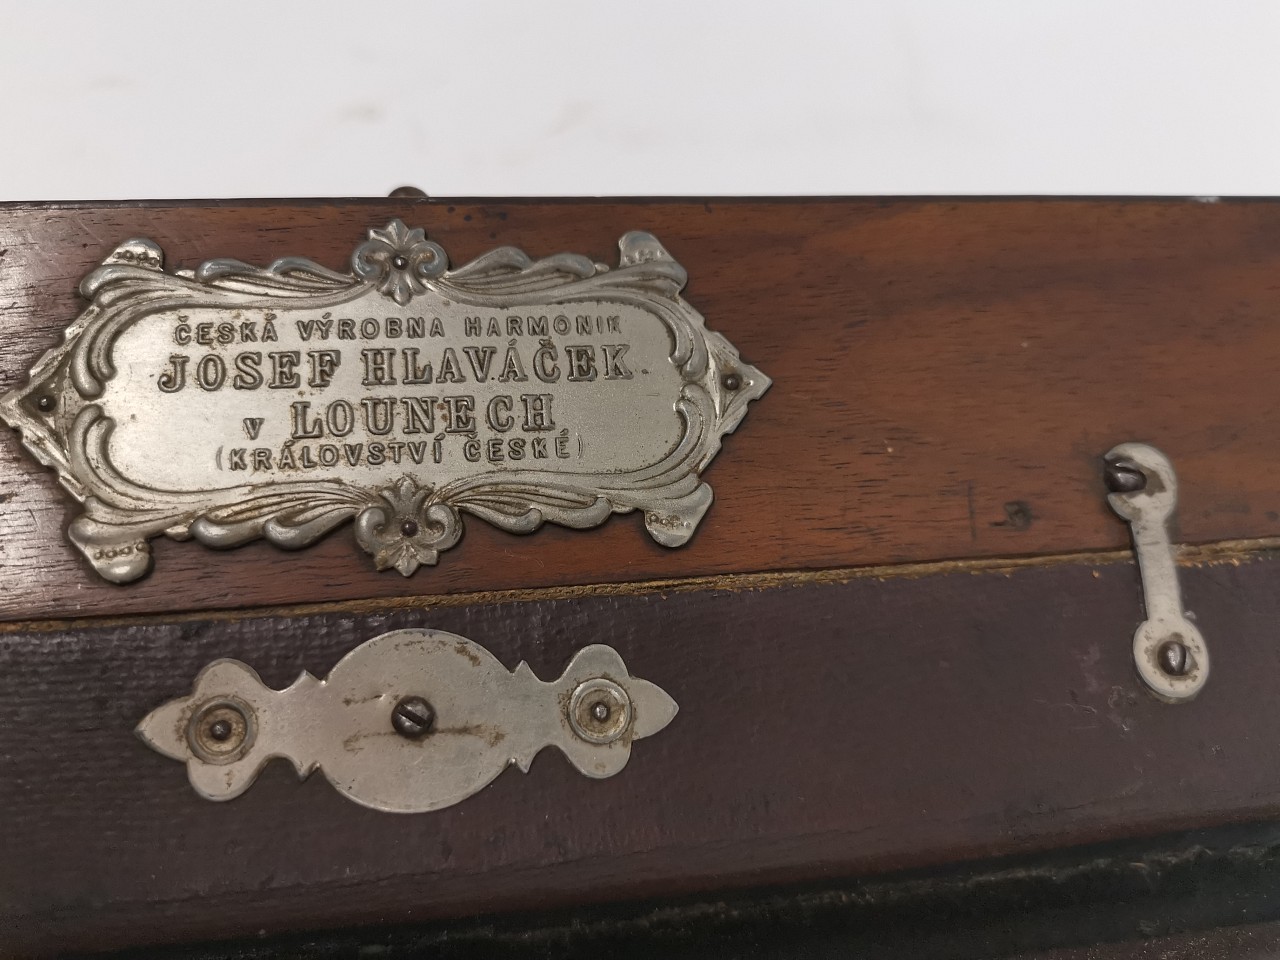 ČESKÁ VÝROBNA HARMONIK
JOSEF HLAVÁČEK
v LOUNECH
(KRÁLOVSTVÍ ČESKÉ)